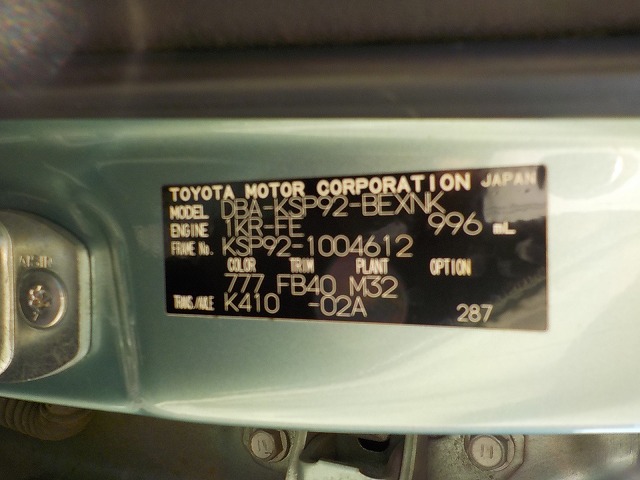 TOYOTA MOTOR CORPORATION JAPAN
MODEL DBA-KSP92-BEXNK
ENGINE 1KR-FE 996 mL
FRAME No. KSP92-1004612
COLOR TRIM PLANT OPTION
777 FB40 M32
TRANS./AXLE K410 -02A
287